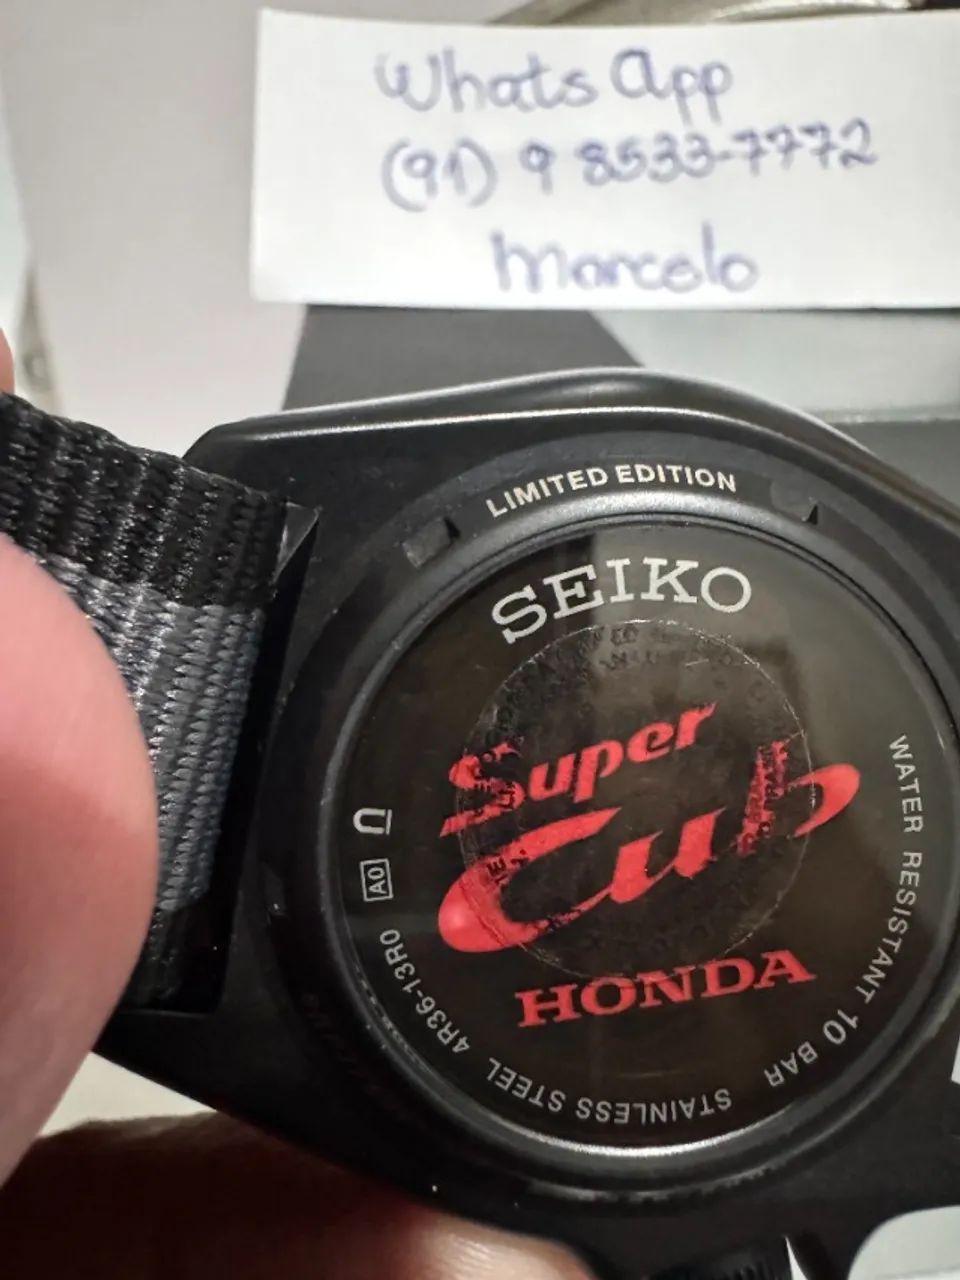 Whats App
(91) 9 8533-7772
Marcelo
LIMITED EDITION
SEIKO
Super
Cub
HONDA
WATER RESISTANT 10 BAR
STAINLESS STEEL 4R36-13R0 A0